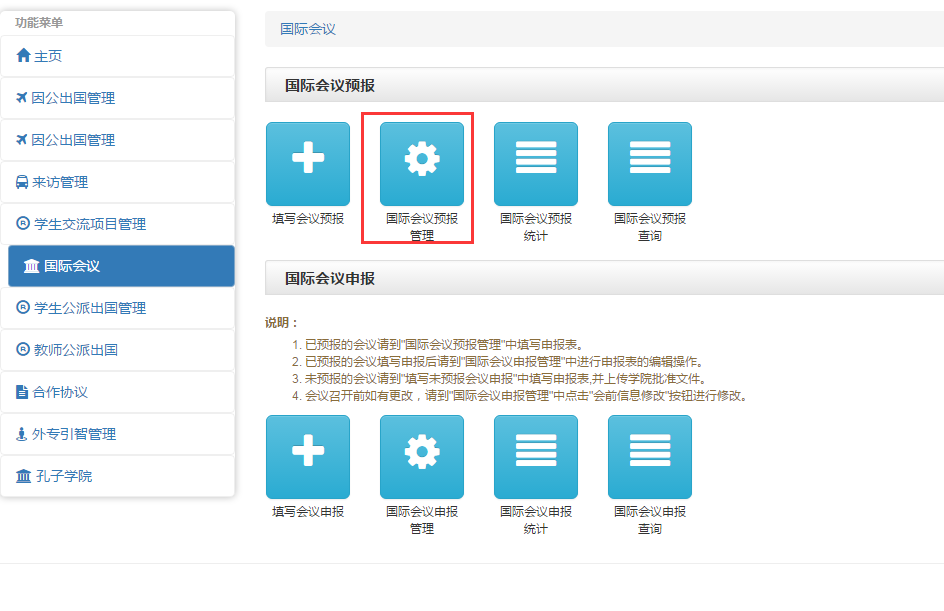 功能菜单
主页
因公出国管理
因公出国管理
来访管理
学生交流项目管理
国际会议
学生公派出国管理
教师公派出国
合作协议
外专引智管理
孔子学院
国际会议
国际会议预报
填写会议预报
国际会议预报
管理
国际会议预报
统计
国际会议预报
查询
国际会议申报
说明：
1. 已预报的会议请到"国际会议预报管理"中填写申报表。
2. 已预报的会议填写申报后请到"国际会议申报管理"中进行申报表的编辑操作。
3. 未预报的会议请到"填写未预报会议申报"中填写申报表,并上传学院批准文件。
4. 会议召开前如有更改，请到"国际会议申报管理"中点击"会前信息修改"按钮进行修改。
填写会议申报
国际会议申报
管理
国际会议申报
统计
国际会议申报
查询